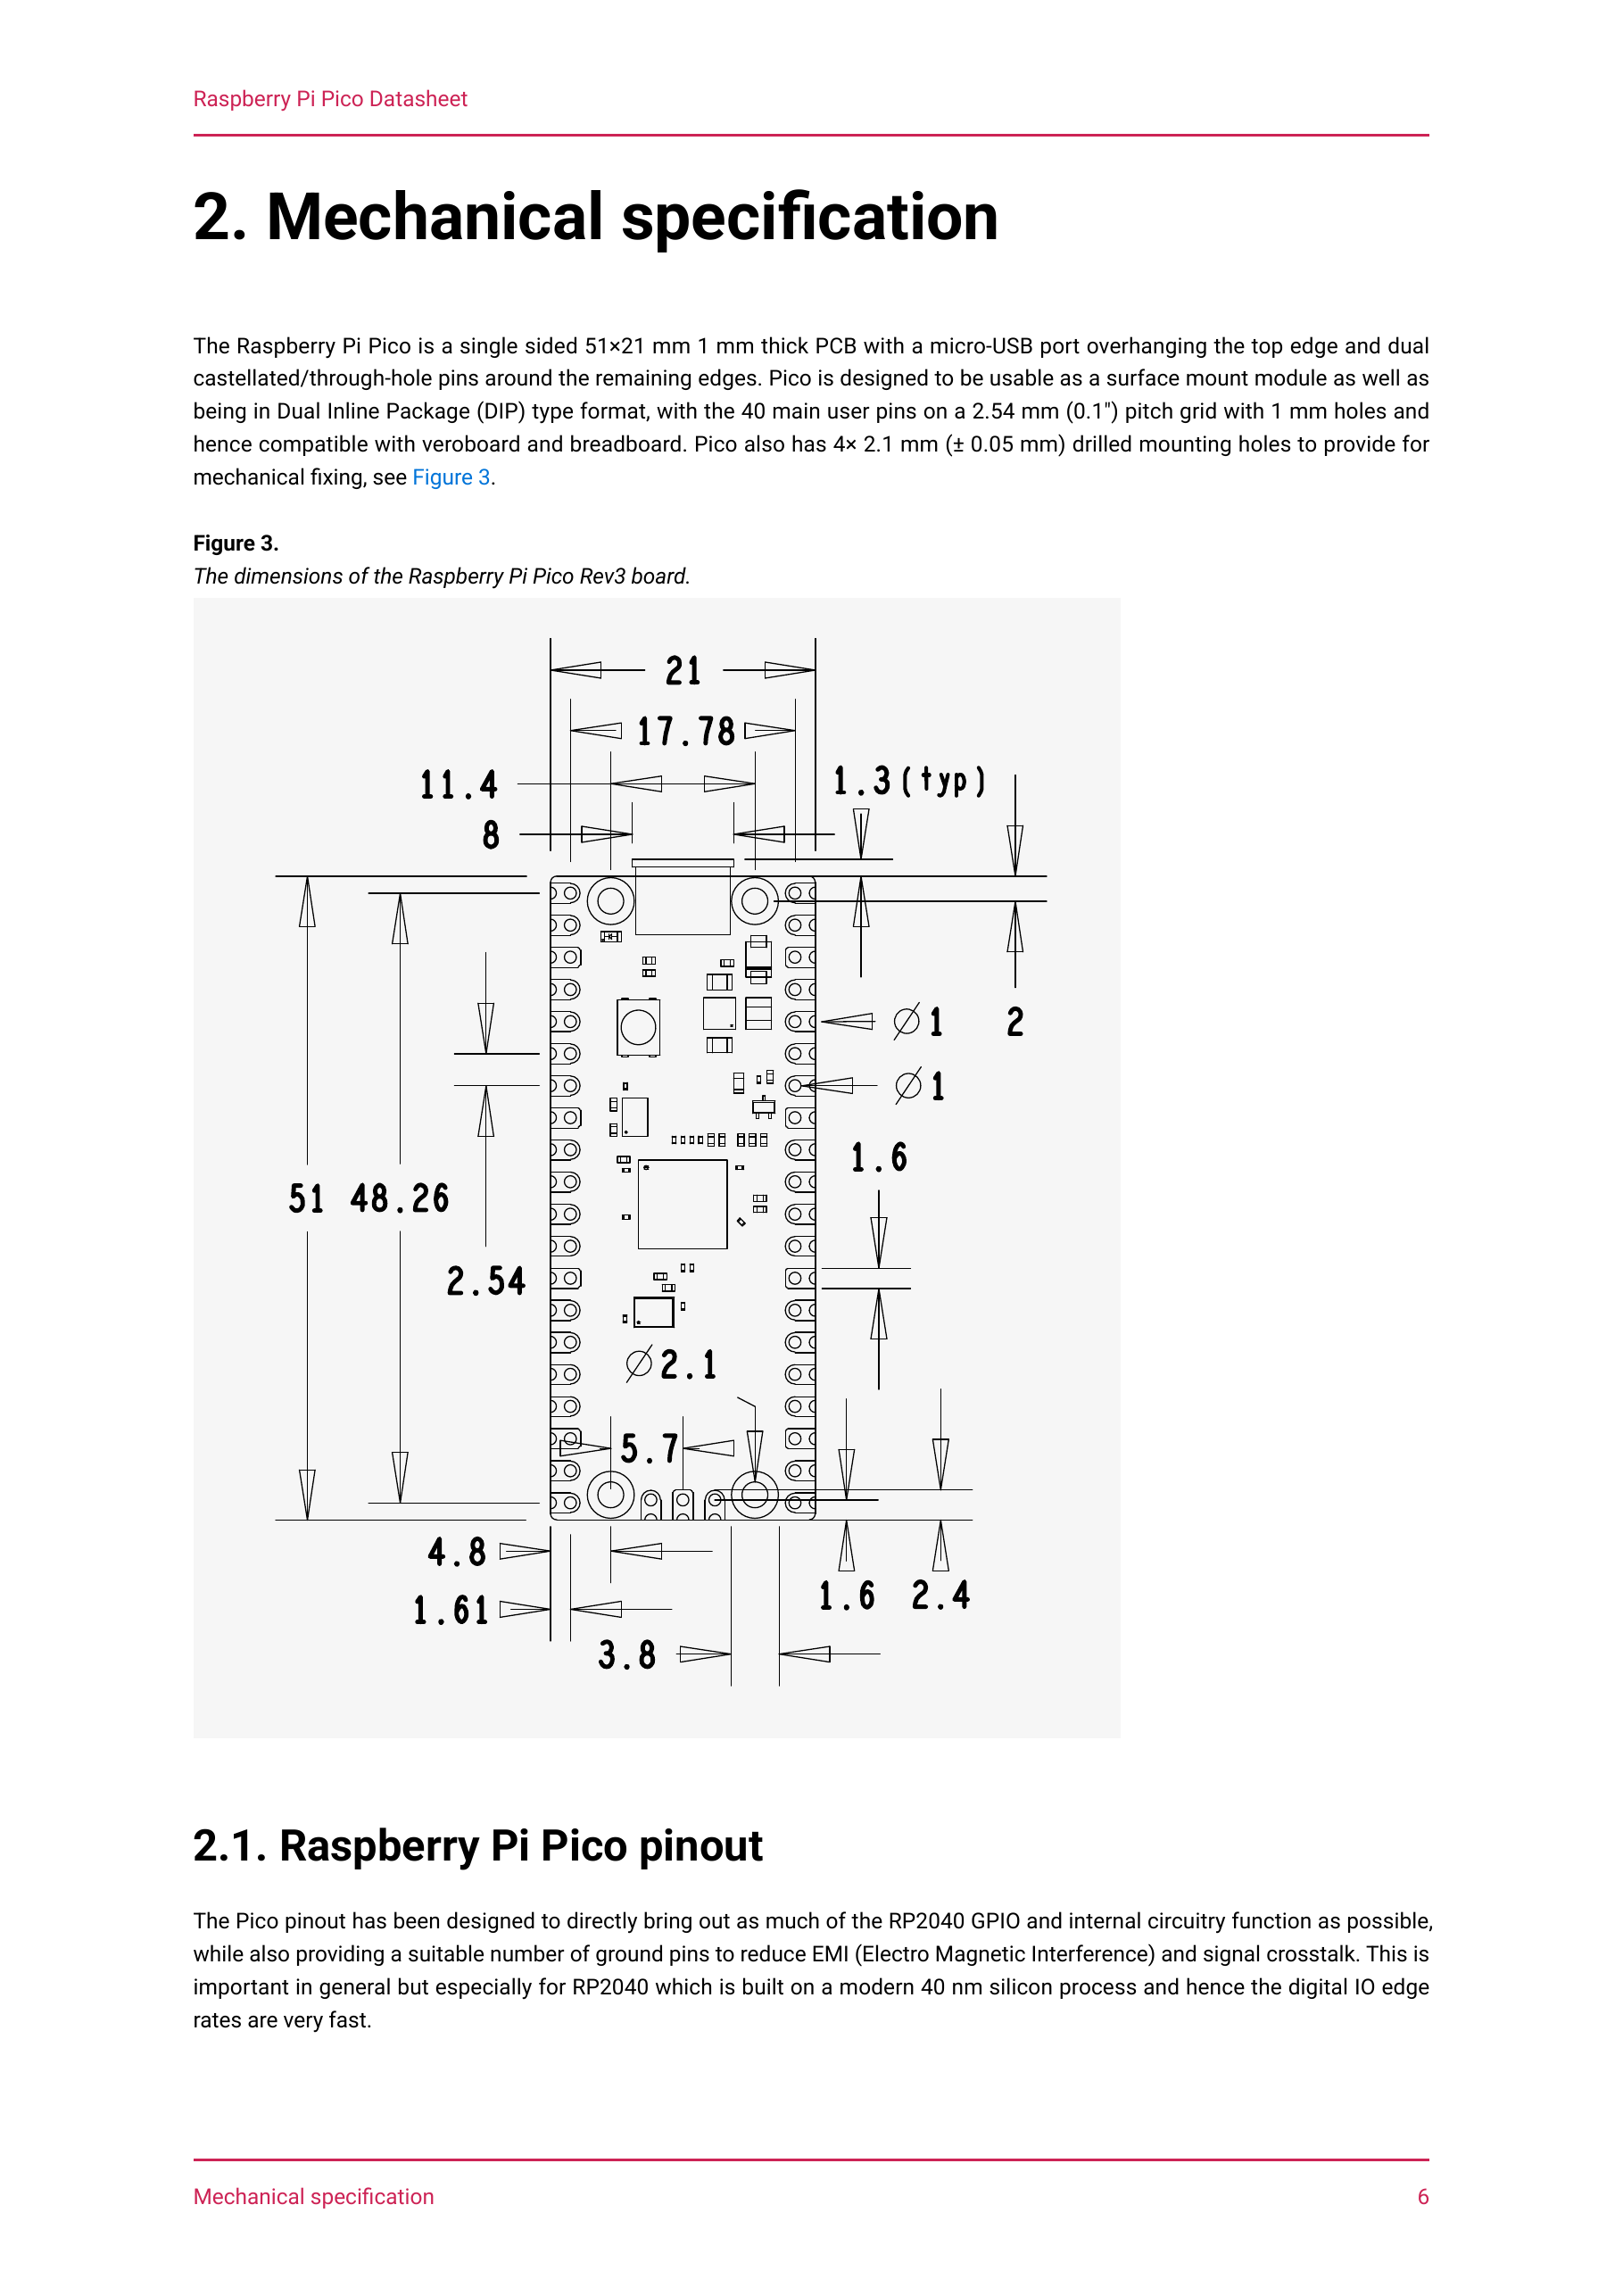 Raspberry Pi Pico Datasheet
2. Mechanical specification
The Raspberry Pi Pico is a single sided 51×21 mm 1 mm thick PCB with a micro-USB port overhanging the top edge and dual
castellated/through-hole pins around the remaining edges. Pico is designed to be usable as a surface mount module as well as
being in Dual Inline Package (DIP) type format, with the 40 main user pins on a 2.54 mm (0.1") pitch grid with 1 mm holes and
hence compatible with veroboard and breadboard. Pico also has 4× 2.1 mm (± 0.05 mm) drilled mounting holes to provide for
mechanical fixing, see Figure 3.
Figure 3.
The dimensions of the Raspberry Pi Pico Rev3 board.
21
17.78
11.4
1.3(typ)
8
∅1
2
∅1
1.6
51 48.26
2.54
∅2.1
5.7
4.8
1.6 2.4
1.61
3.8
2.1. Raspberry Pi Pico pinout
The Pico pinout has been designed to directly bring out as much of the RP2040 GPIO and internal circuitry function as possible,
while also providing a suitable number of ground pins to reduce EMI (Electro Magnetic Interference) and signal crosstalk. This is
important in general but especially for RP2040 which is built on a modern 40 nm silicon process and hence the digital IO edge
rates are very fast.
Mechanical specification
6